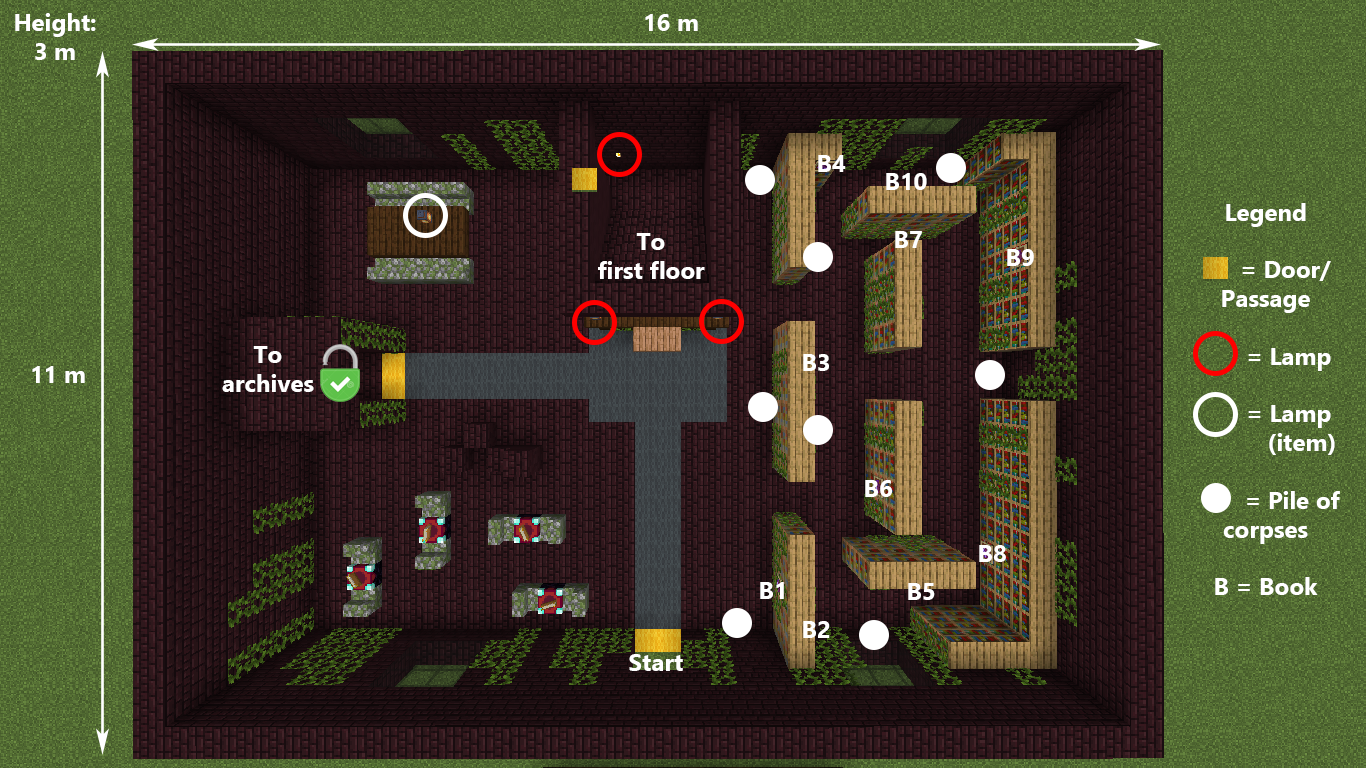 Height:
3 m
16 m
11 m
B4
B10
B7
B9
To
first floor
To
archives
B3
B6
B8
B1
B5
B2
Start
Legend
= Door/
Passage
= Lamp
= Lamp
(item)
= Pile of
corpses
B = Book